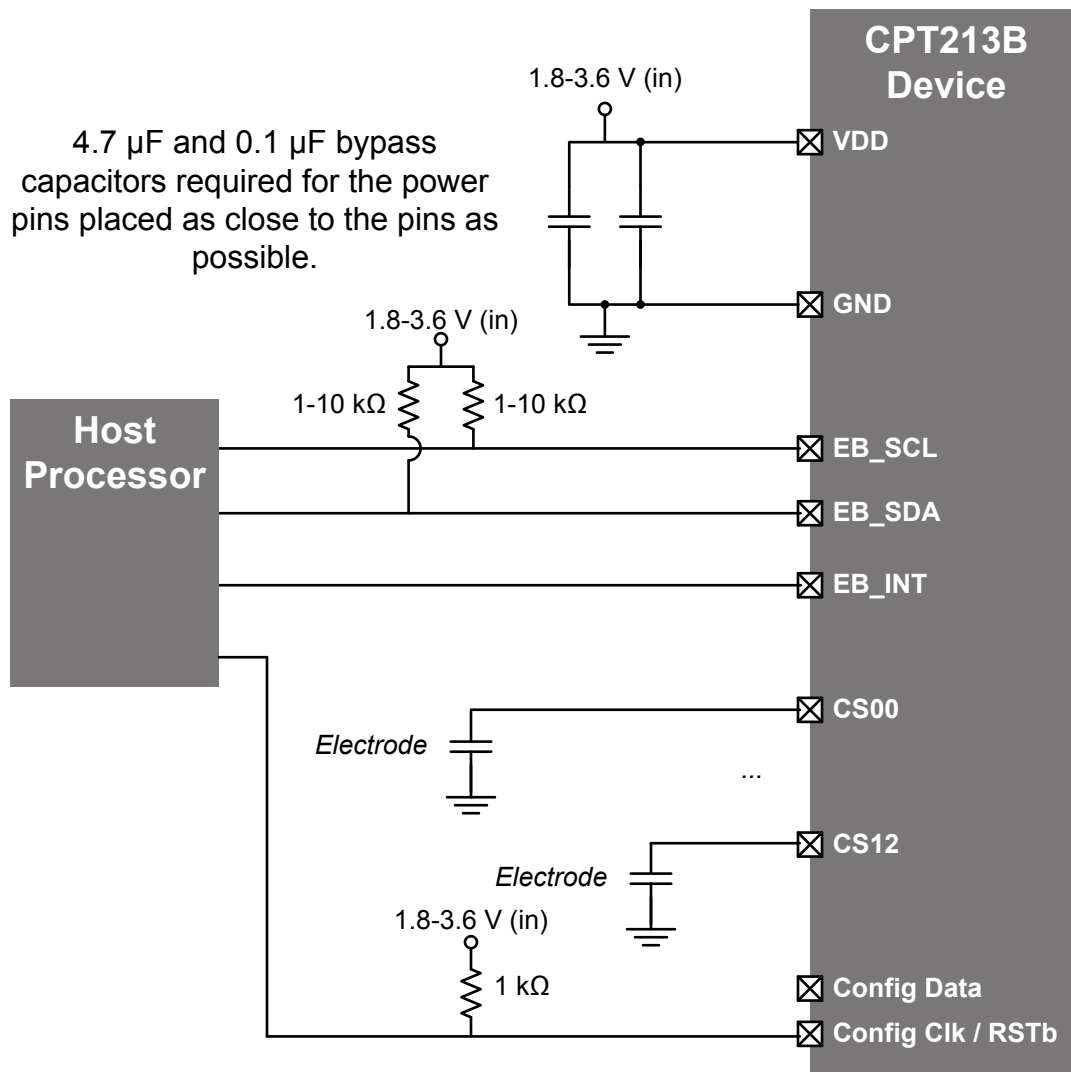 CPT213B
Device
1.8-3.6 V (in)
VDD
4.7 µF and 0.1 µF bypass
capacitors required for the power
pins placed as close to the pins as
possible.
GND
1.8-3.6 V (in)
1-10 kΩ
1-10 kΩ
Host
Processor
EB_SCL
EB_SDA
EB_INT
CS00
Electrode
...
CS12
Electrode
1.8-3.6 V (in)
1 kΩ
Config Data
Config Clk / RSTb